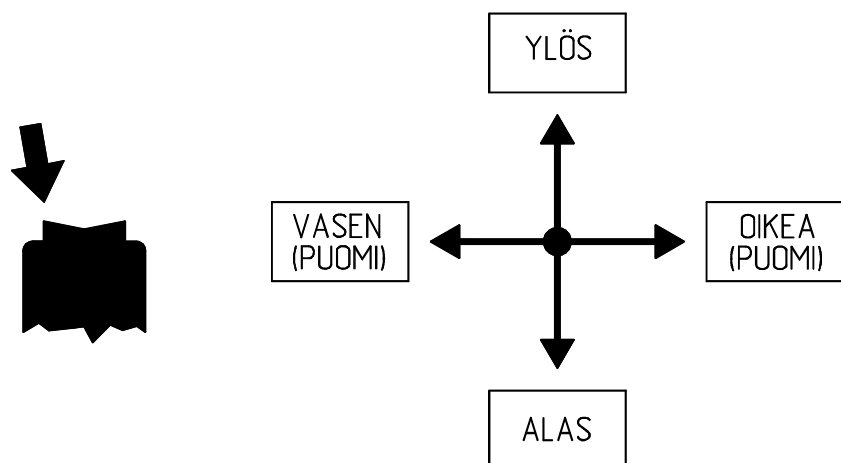 YLÖS
VASEN
(PUOMI)
OIKEA
(PUOMI)
ALAS